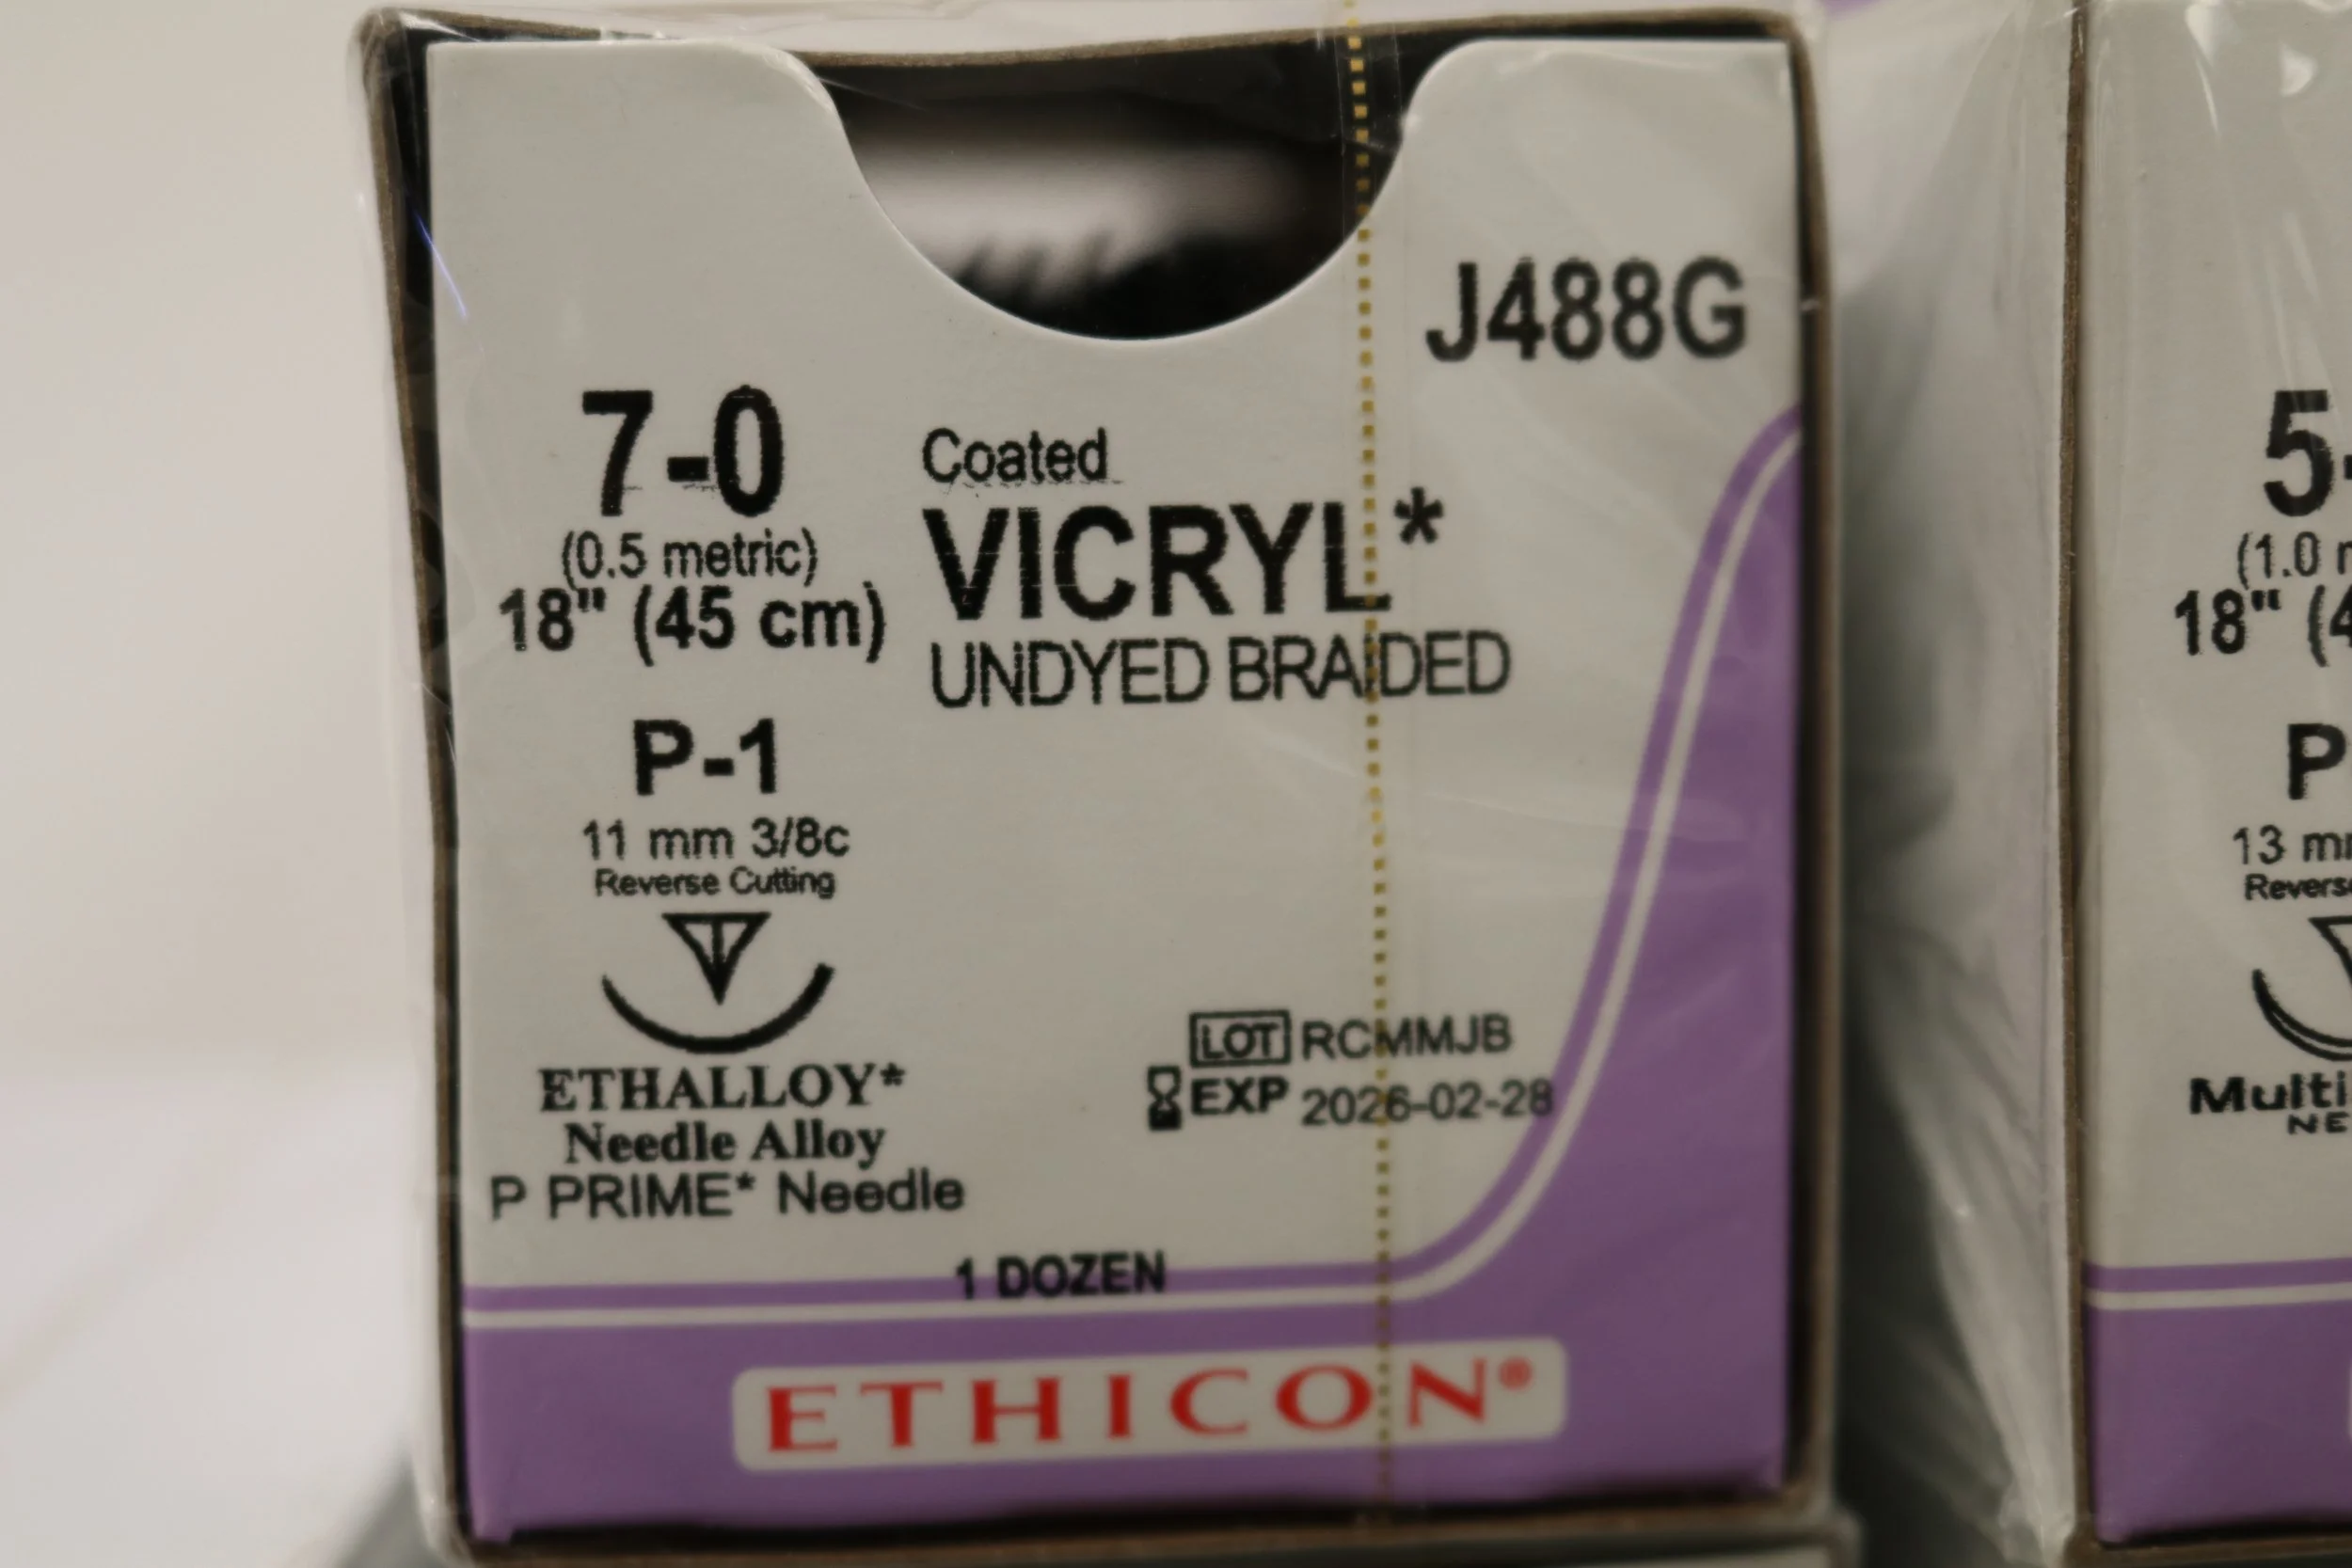 J488G
7-0
(0.5 metric)
18" (45 cm)
Coated
VICRYL*
UNDYED BRAIDED
P-1
11 mm 3/8c
Reverse Cutting
ETHALLOY*
Needle Alloy
P PRIME* Needle
LOT RCMMJB
EXP 2026-02-28
1 DOZEN
ETHICON®
5-
(1.0
18" (4
P
13 mm
Revers
Multi
NE